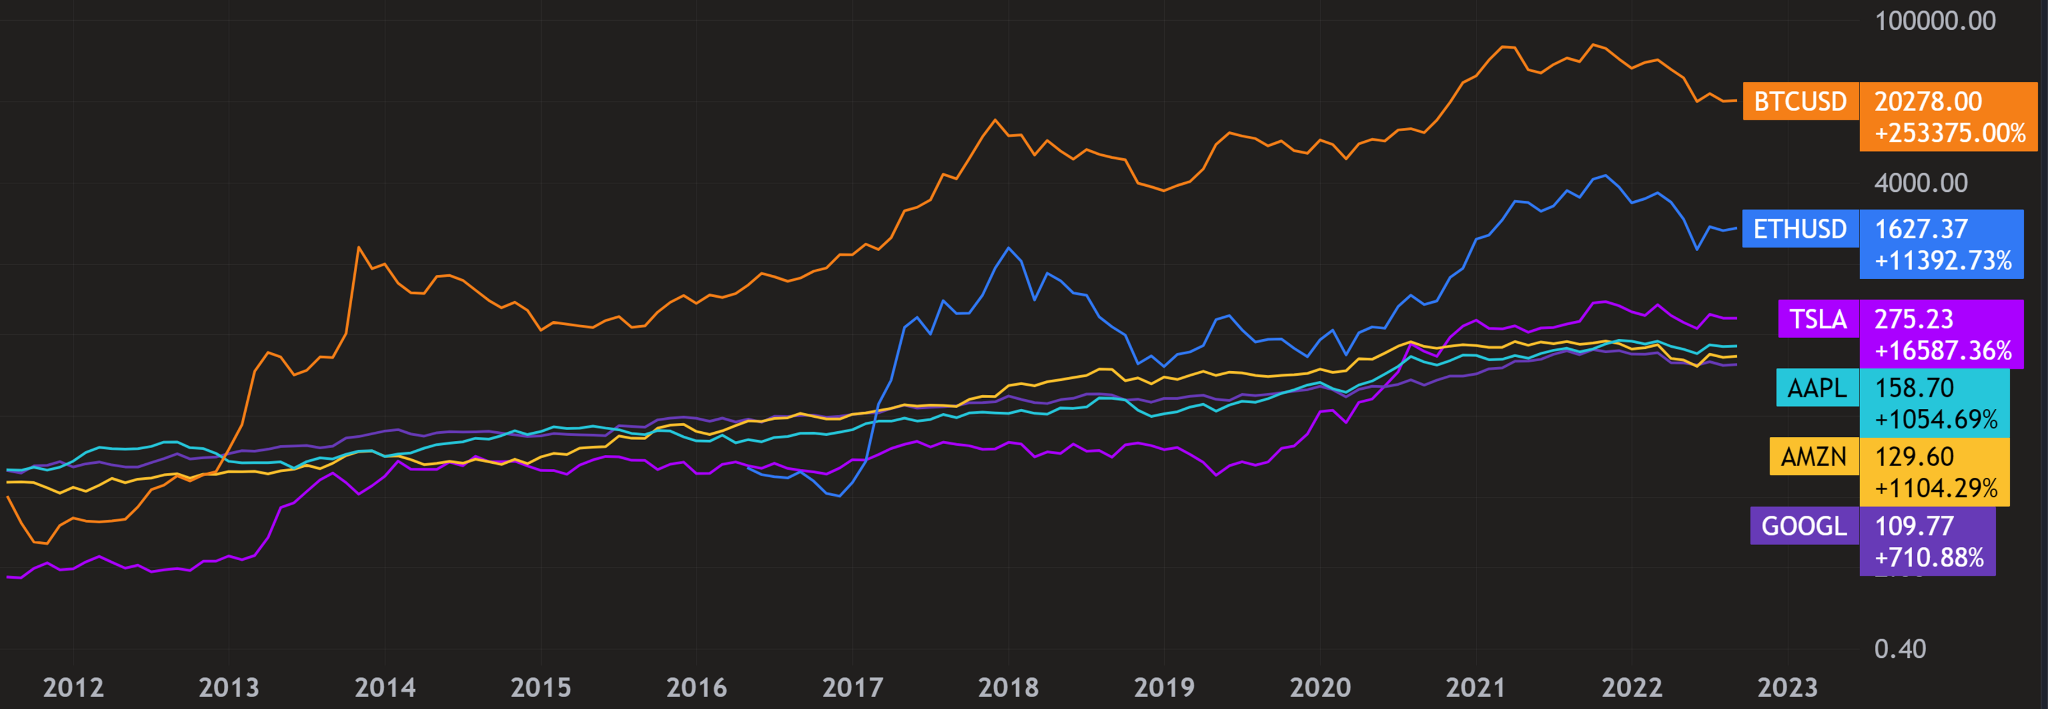 100000.00
BTCUSD 20278.00
+253375.00%
4000.00
ETHUSD 1627.37
+11392.73%
TSLA 275.23
+16587.36%
AAPL 158.70
+1054.69%
AMZN 129.60
+1104.29%
GOOGL 109.77
+710.88%
0.40
2012 2013 2014 2015 2016 2017 2018 2019 2020 2021 2022 2023